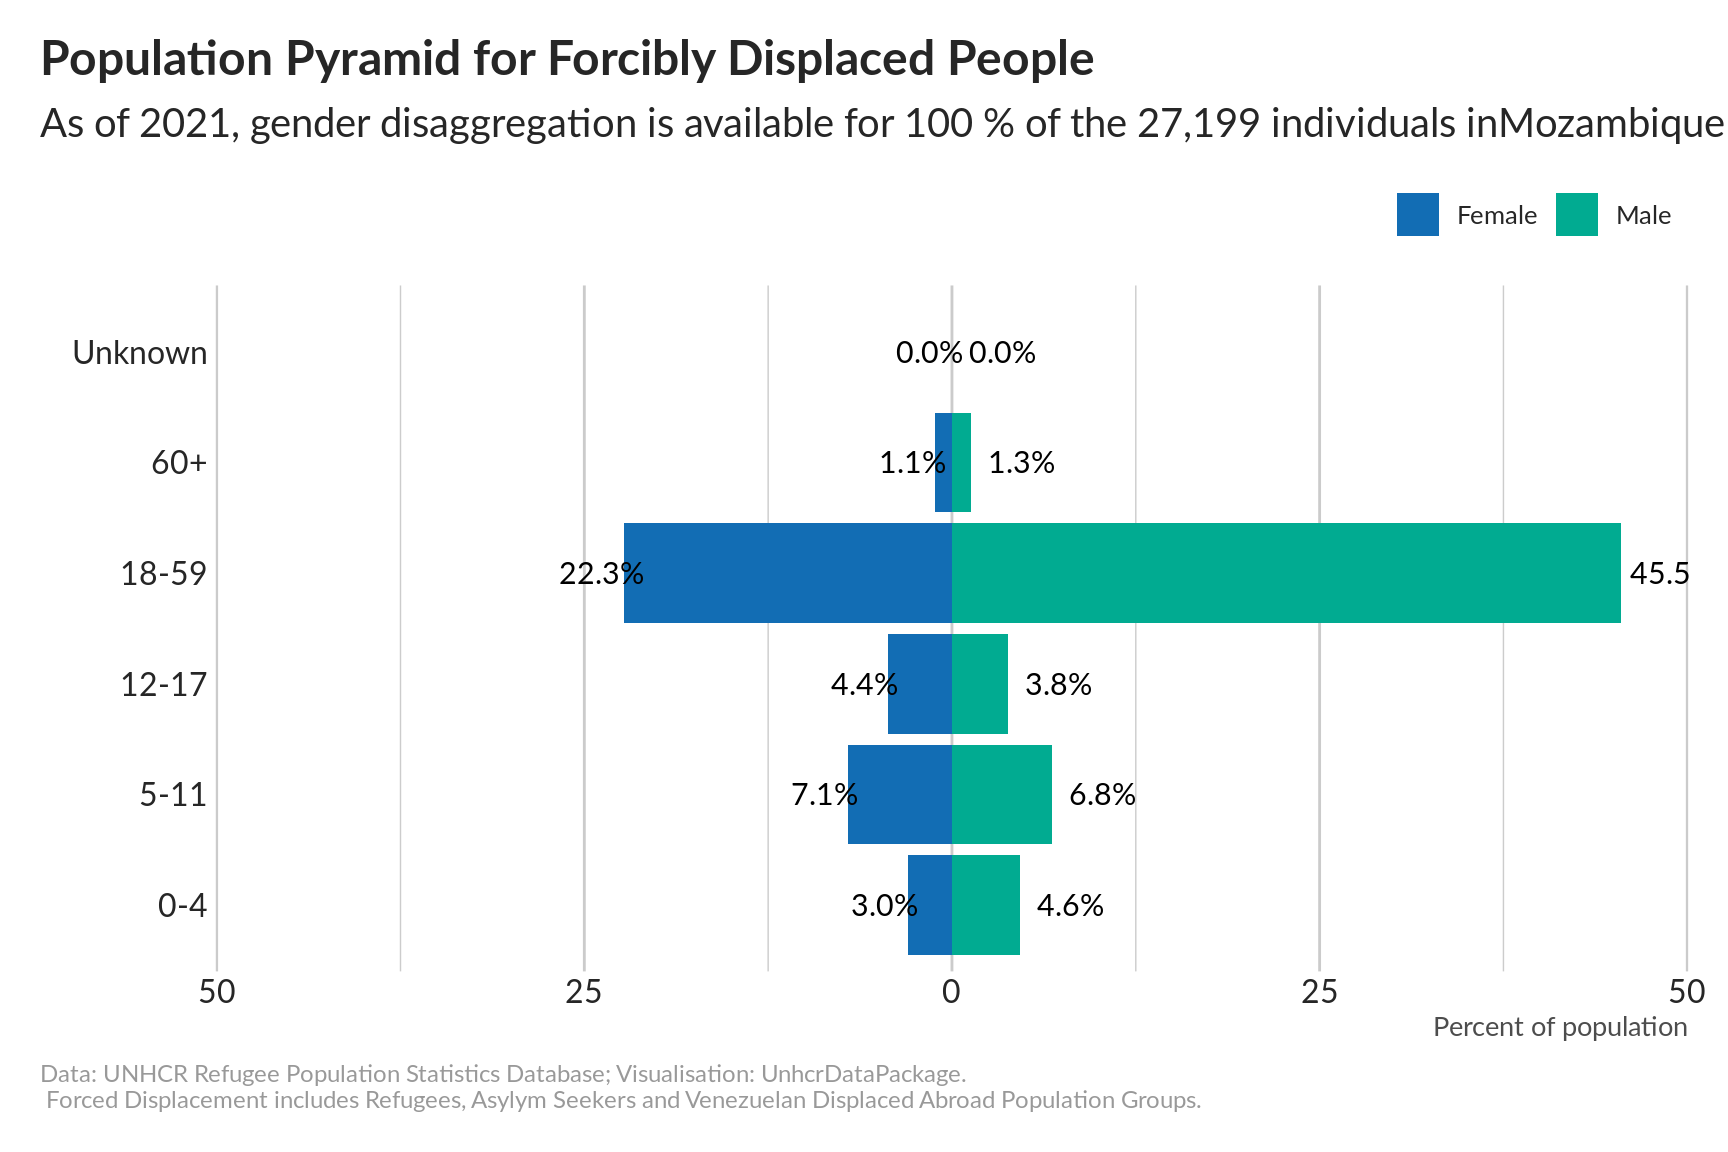 Population Pyramid for Forcibly Displaced People
As of 2021, gender disaggregation is available for 100 % of the 27,199 individuals inMozambique
Female Male
Unknown 0.0% 0.0%
60+ 1.1% 1.3%
18-59 22.3% 45.5
12-17 4.4% 3.8%
5-11 7.1% 6.8%
0-4 3.0% 4.6%
50 25 0 25 50
Percent of population
Data: UNHCR Refugee Population Statistics Database; Visualisation: UnhcrDataPackage.
Forced Displacement includes Refugees, Asylym Seekers and Venezuelan Displaced Abroad Population Groups.